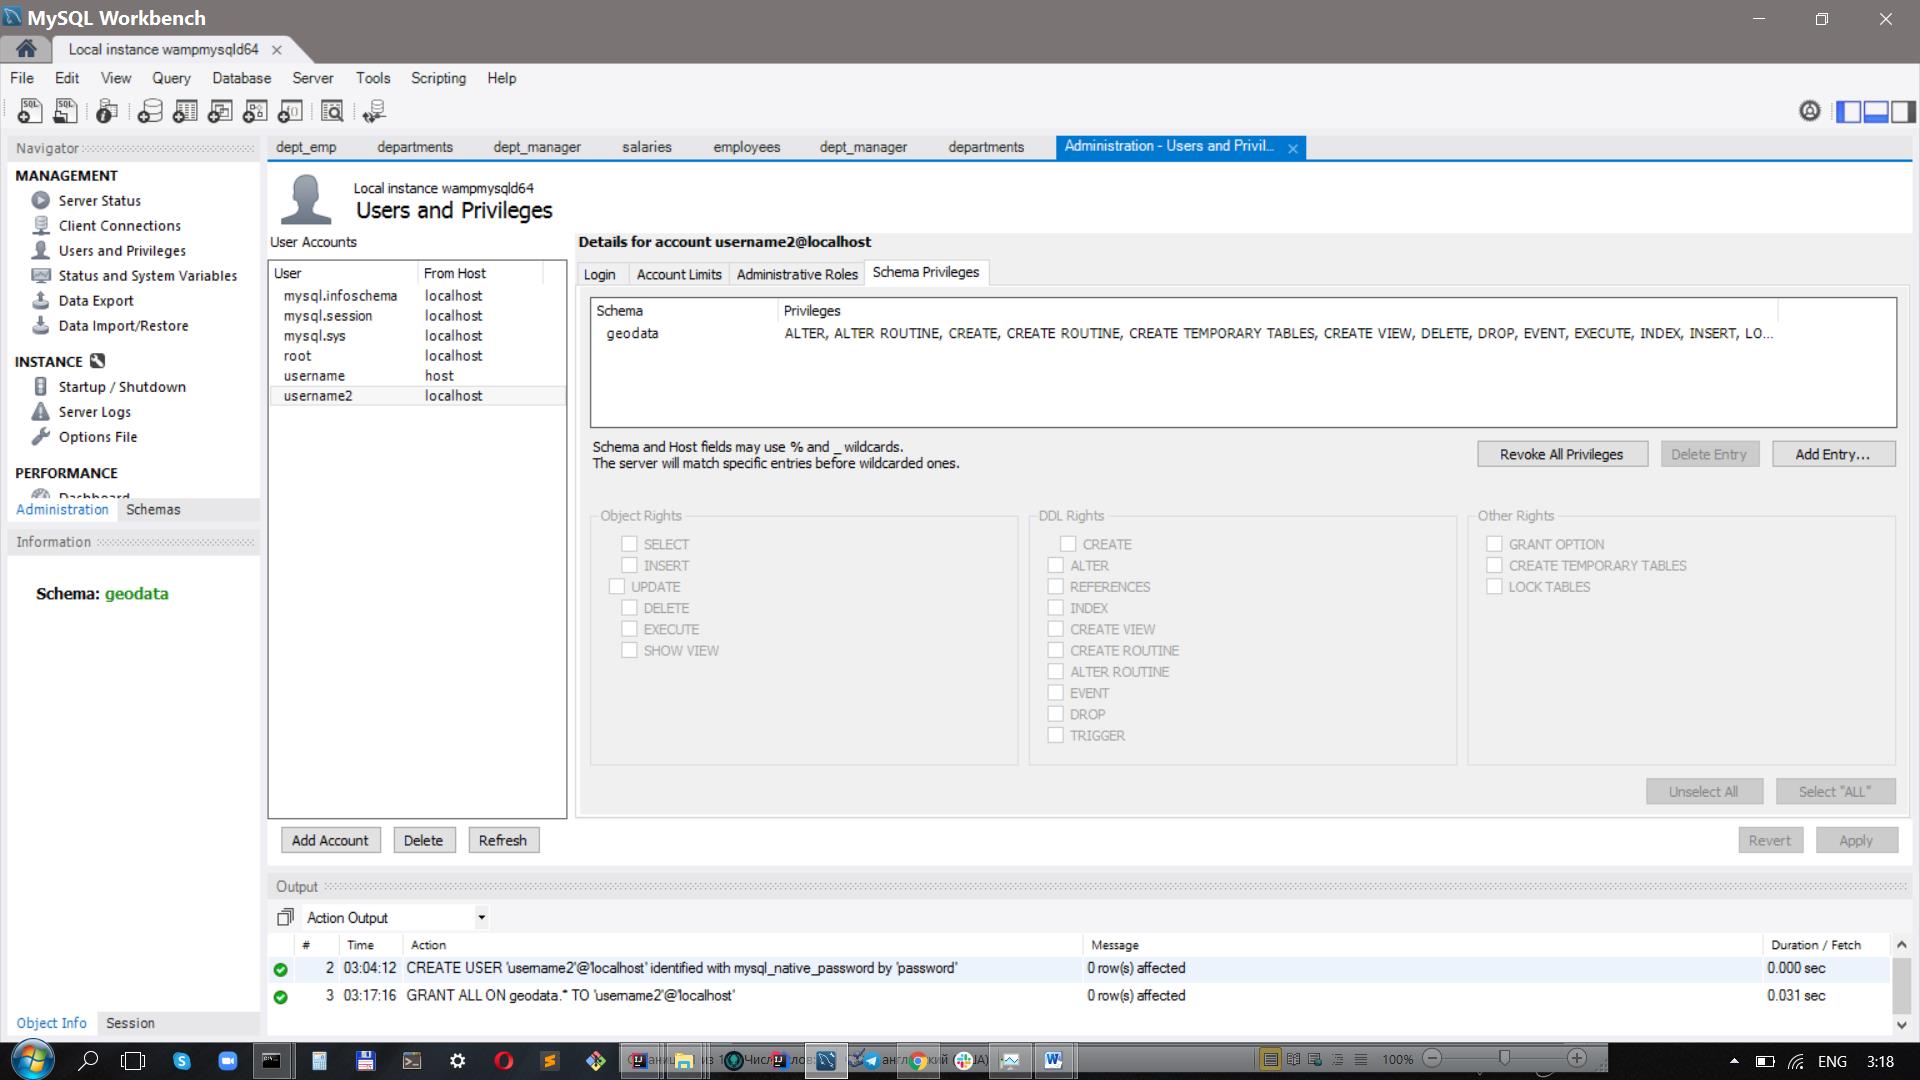 MySQL Workbench
Local instance wampmysqld64
File Edit View Query Database Server Tools Scripting Help
Navigator
MANAGEMENT
Server Status
Client Connections
Users and Privileges
Status and System Variables
Data Export
Data Import/Restore
INSTANCE
Startup / Shutdown
Server Logs
Options File
PERFORMANCE
Dashboard
Administration Schemas
Information
Schema: geodata
Object Info Session
dept_emp departments dept_manager salaries employees dept_manager departments Administration - Users and Privil...
Local instance wampmysqld64
Users and Privileges
User Accounts
User From Host
mysql.infoschema localhost
mysql.session localhost
mysql.sys localhost
root localhost
username host
username2 localhost
Add Account Delete Refresh
Details for account username2@localhost
Login Account Limits Administrative Roles Schema Privileges
Schema Privileges
geodata ALTER, ALTER ROUTINE, CREATE, CREATE ROUTINE, CREATE TEMPORARY TABLES, CREATE VIEW, DELETE, DROP, EVENT, EXECUTE, INDEX, INSERT, LO...
Schema and Host fields may use % and _ wildcards.
The server will match specific entries before wildcarded ones.
Revoke All Privileges Delete Entry Add Entry...
Object Rights
SELECT
INSERT
UPDATE
DELETE
EXECUTE
SHOW VIEW
DDL Rights
CREATE
ALTER
REFERENCES
INDEX
CREATE VIEW
CREATE ROUTINE
ALTER ROUTINE
EVENT
DROP
TRIGGER
Other Rights
GRANT OPTION
CREATE TEMPORARY TABLES
LOCK TABLES
Unselect All Select "ALL"
Revert Apply
Output
Action Output
# Time Action Message Duration / Fetch
2 03:04:12 CREATE USER 'username2'@'localhost' identified with mysql_native_password by 'password' 0 row(s) affected 0.000 sec
3 03:17:16 GRANT ALL ON geodata.* TO 'username2'@'localhost' 0 row(s) affected 0.031 sec
100% ENG 3:18